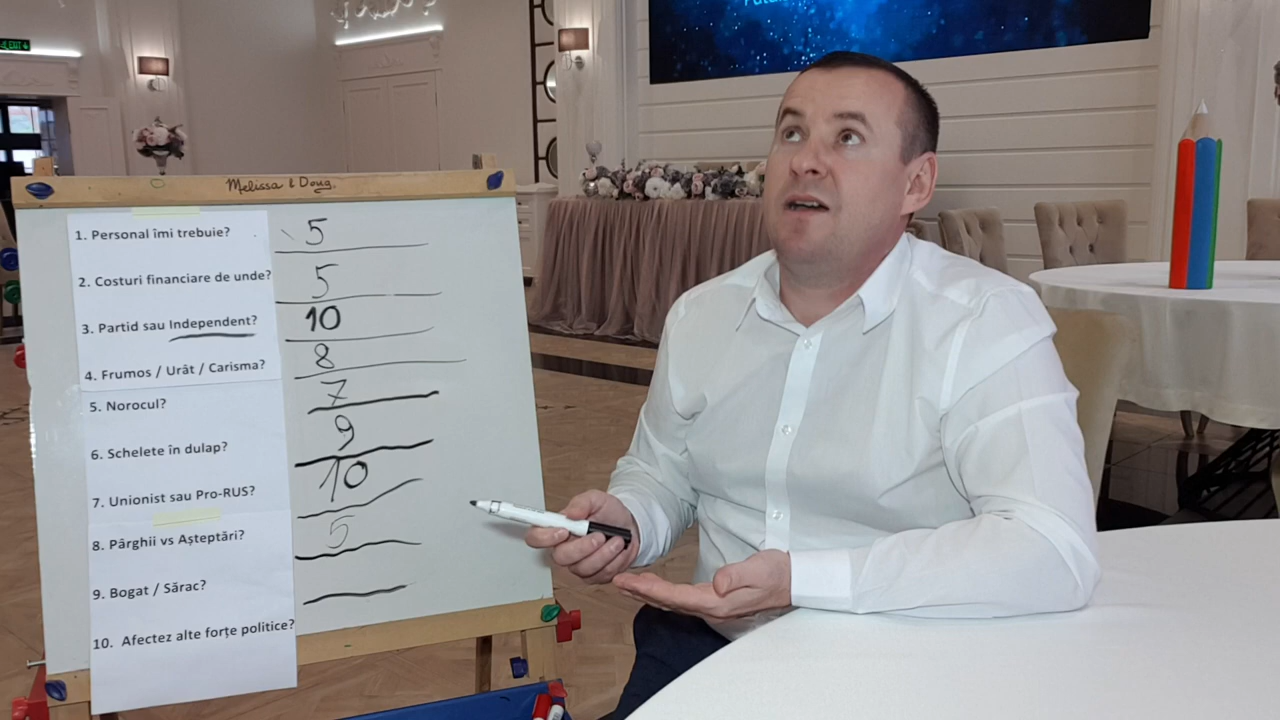 EXIT
Melissa & Doug.
1. Personal îmi trebuie? 5
2. Costuri financiare de unde? 5
3. Partid sau Independent? 10
4. Frumos / Urăt / Carisma? 8
5. Norocul? 7
6. Schelete în dulap? 9
7. Unionist sau Pro-RUS? 10
8. Pârghii vs Așteptări? 5
9. Bogat / Sărac?
10. Afectez alte forțe politice?